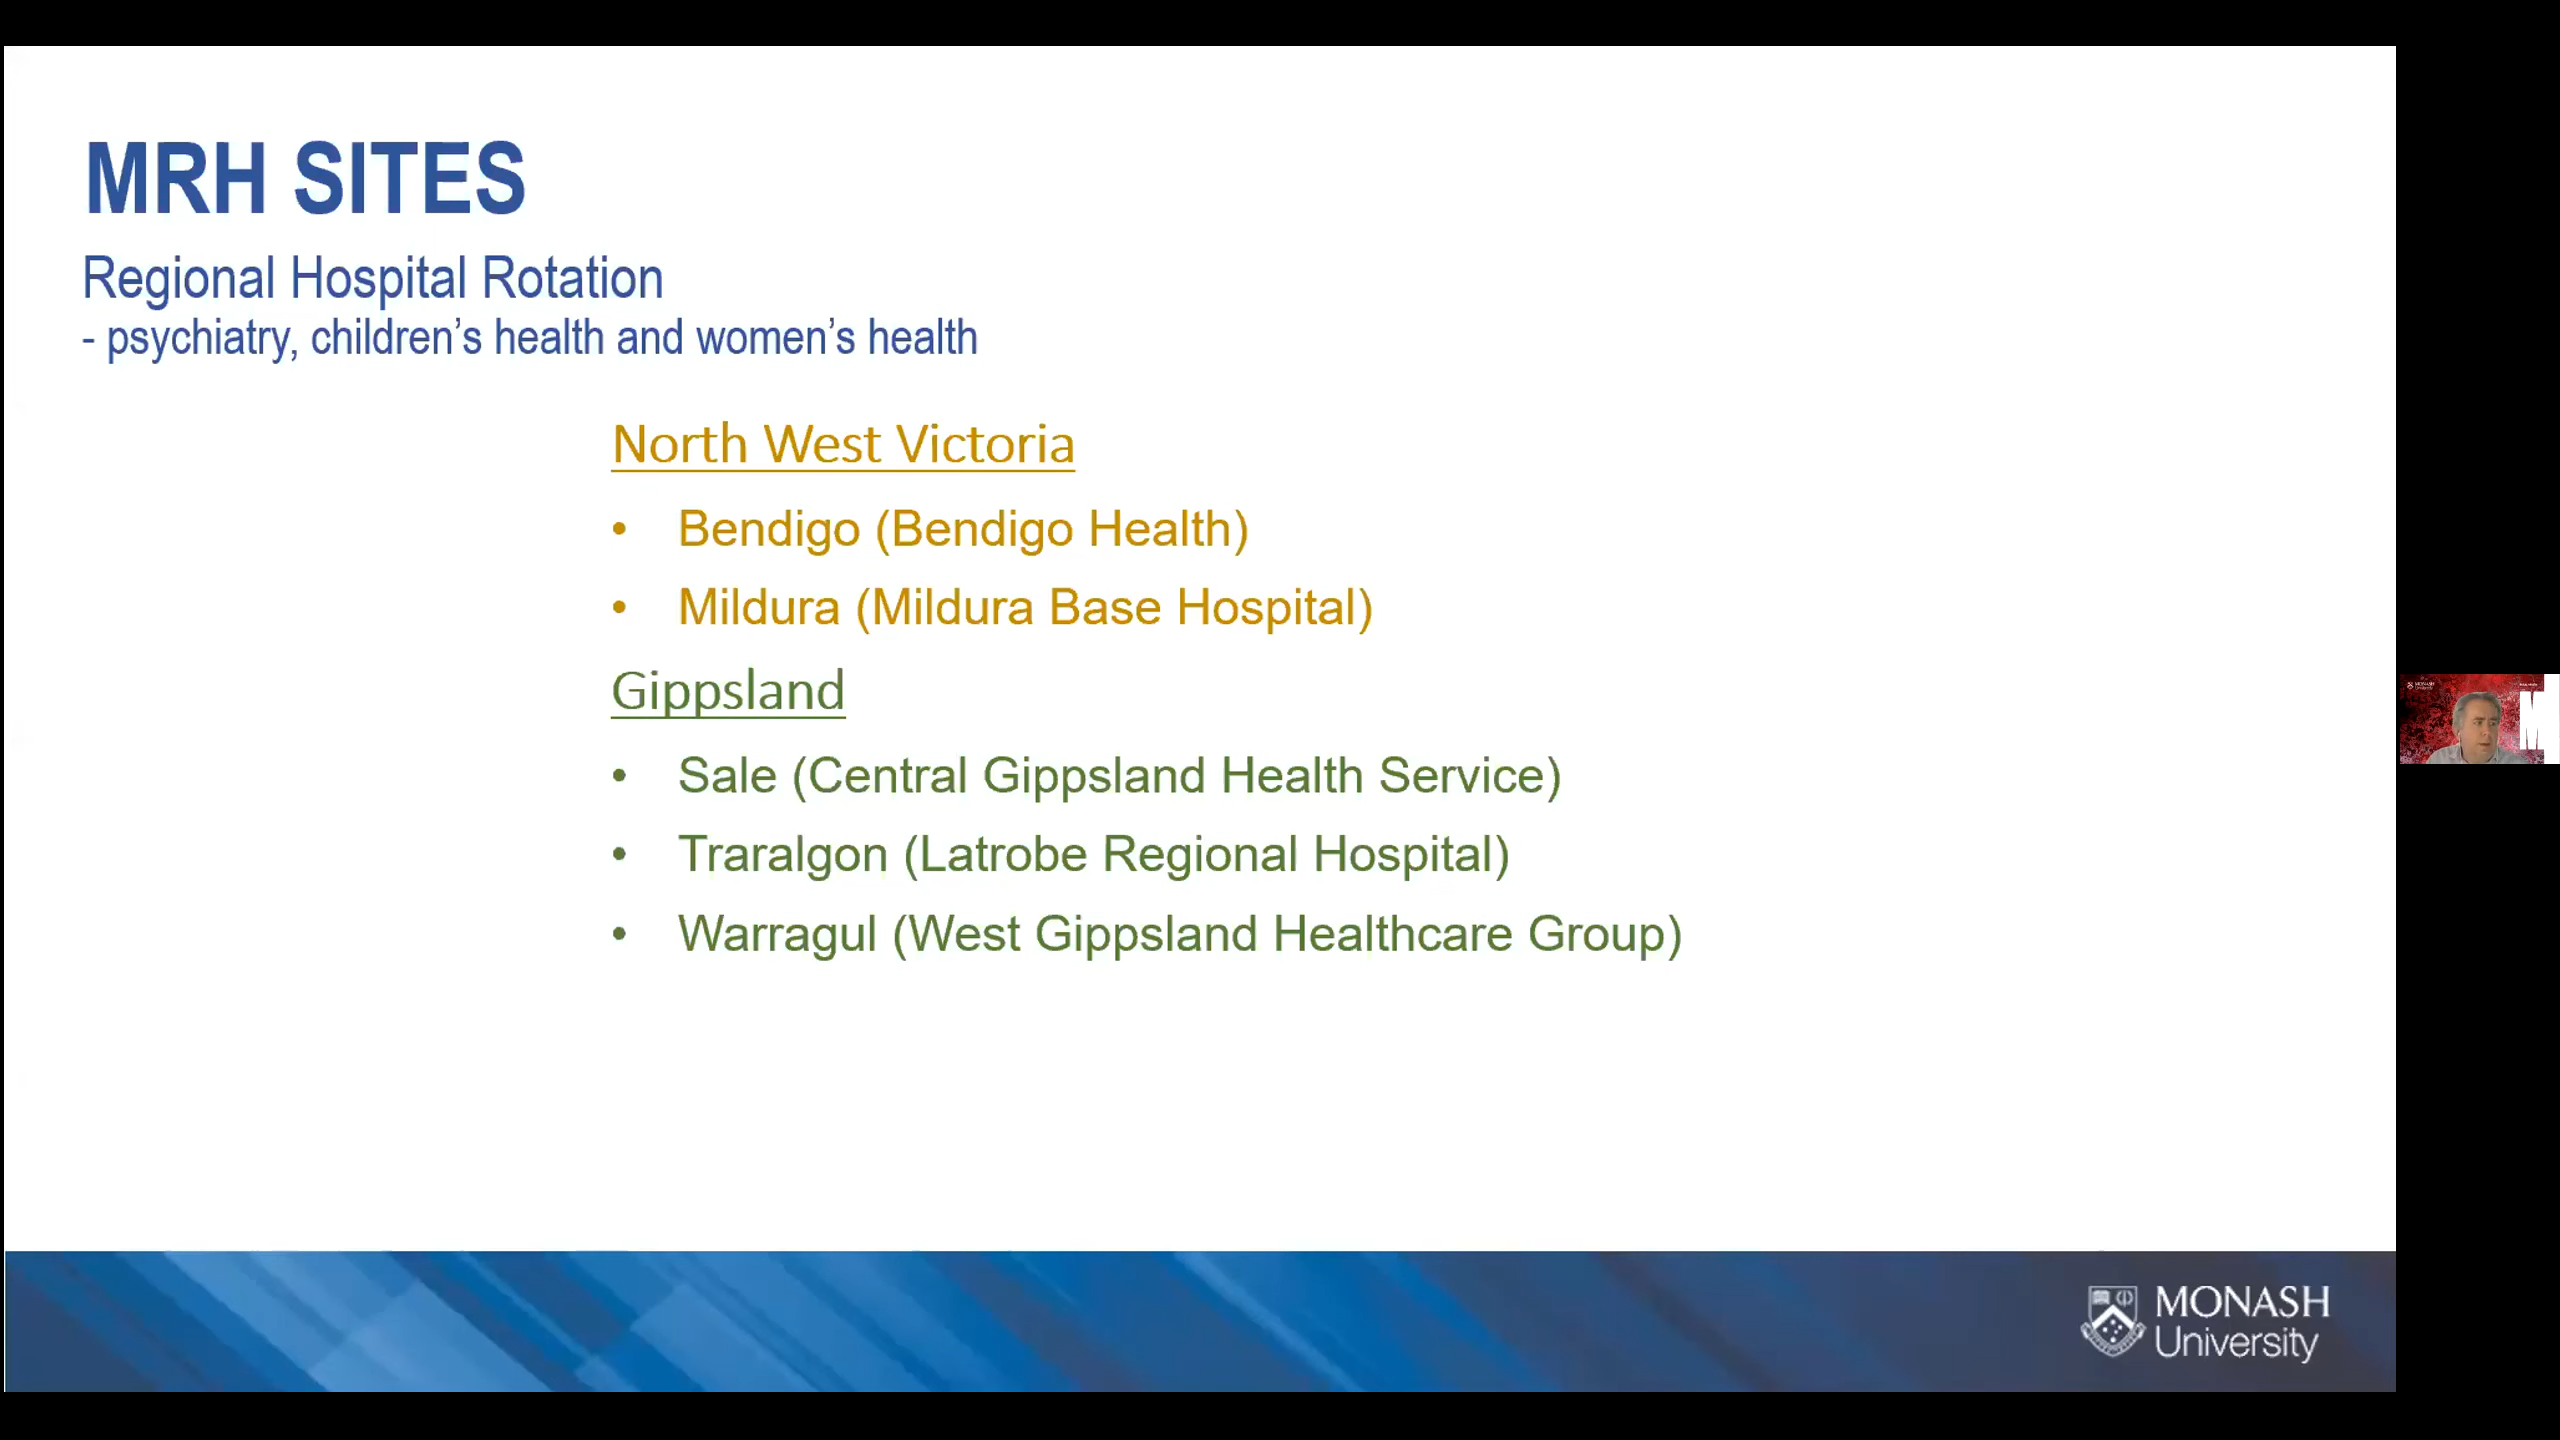 MRH SITES
Regional Hospital Rotation
- psychiatry, children’s health and women’s health
North West Victoria
• Bendigo (Bendigo Health)
• Mildura (Mildura Base Hospital)
Gippsland
• Sale (Central Gippsland Health Service)
• Traralgon (Latrobe Regional Hospital)
• Warragul (West Gippsland Healthcare Group)
MONASH
University
MONASH
University
M